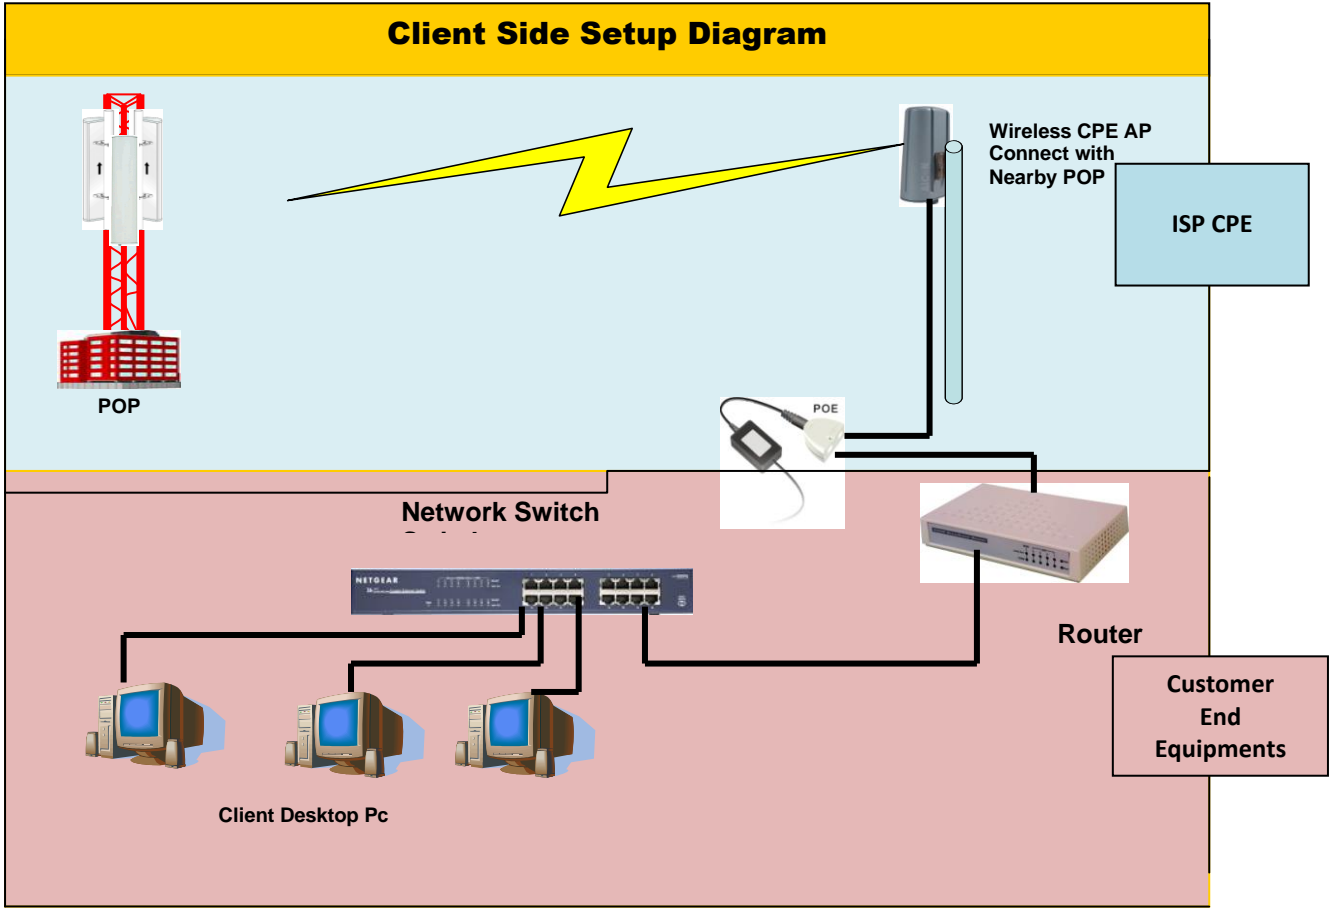 Client Side Setup Diagram
Wireless CPE AP
Connect with
Nearby POP
ISP CPE
POP
POE
Network Switch
NETGEAR
Router
Customer
End
Equipments
Client Desktop Pc